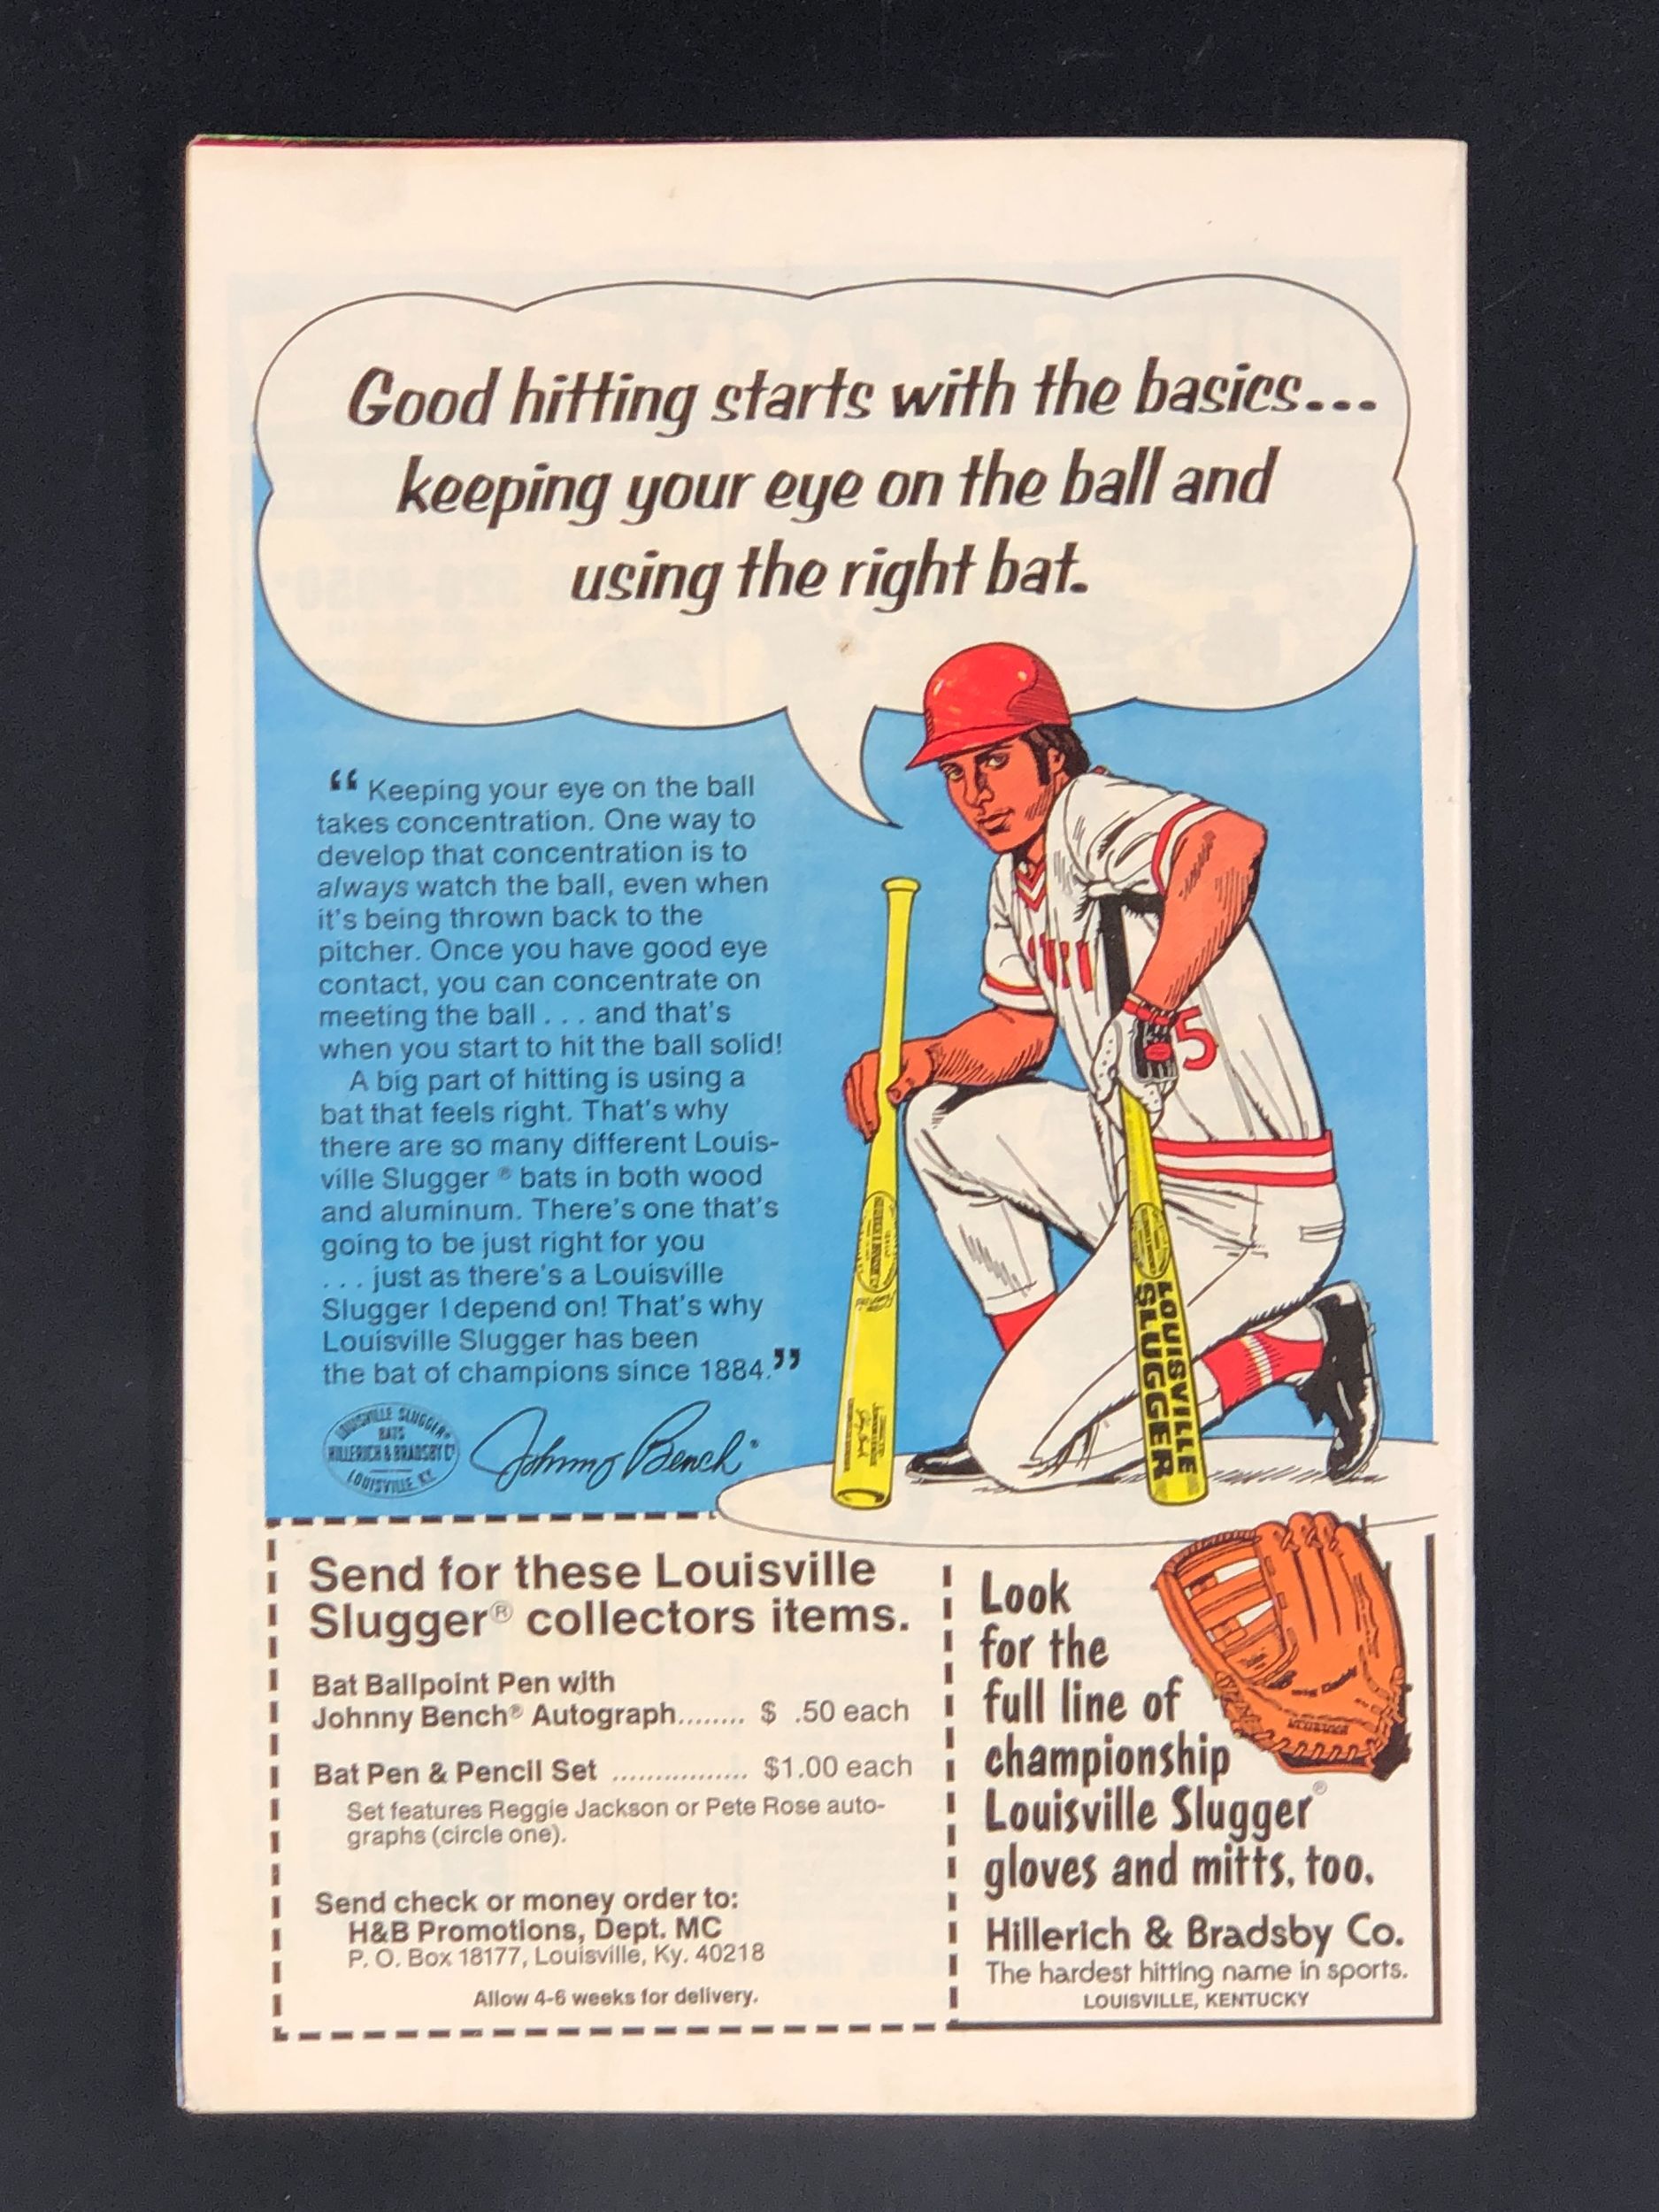 Good hitting starts with the basics...
keeping your eye on the ball and
using the right bat.
“ Keeping your eye on the ball
takes concentration. One way to
develop that concentration is to
always watch the ball, even when
it's being thrown back to the
pitcher. Once you have good eye
contact, you can concentrate on
meeting the ball . . . and that's
when you start to hit the ball solid!
A big part of hitting is using a
bat that feels right. That's why
there are so many different Louis-
ville Slugger ® bats in both wood
and aluminum. There's one that's
going to be just right for you
. . . just as there's a Louisville
Slugger I depend on! That's why
Louisville Slugger has been
the bat of champions since 1884.”
LOUISVILLE SLUGGER®
BATS
HILLERICH & BRADSBY Co
LOUISVILLE, KY.
Johnny Bench®
5
LOUISVILLE
SLUGGER
Send for these Louisville
Slugger® collectors items.
Bat Ballpoint Pen with
Johnny Bench® Autograph........ $ .50 each
Bat Pen & Pencil Set ................ $1.00 each
Set features Reggie Jackson or Pete Rose auto-
graphs (circle one).
Send check or money order to:
H&B Promotions, Dept. MC
P. O. Box 18177, Louisville, Ky. 40218
Allow 4-6 weeks for delivery.
Look
for the
full line of
championship
Louisville Slugger®
gloves and mitts, too.
Hillerich & Bradsby Co.
The hardest hitting name in sports.
LOUISVILLE, KENTUCKY